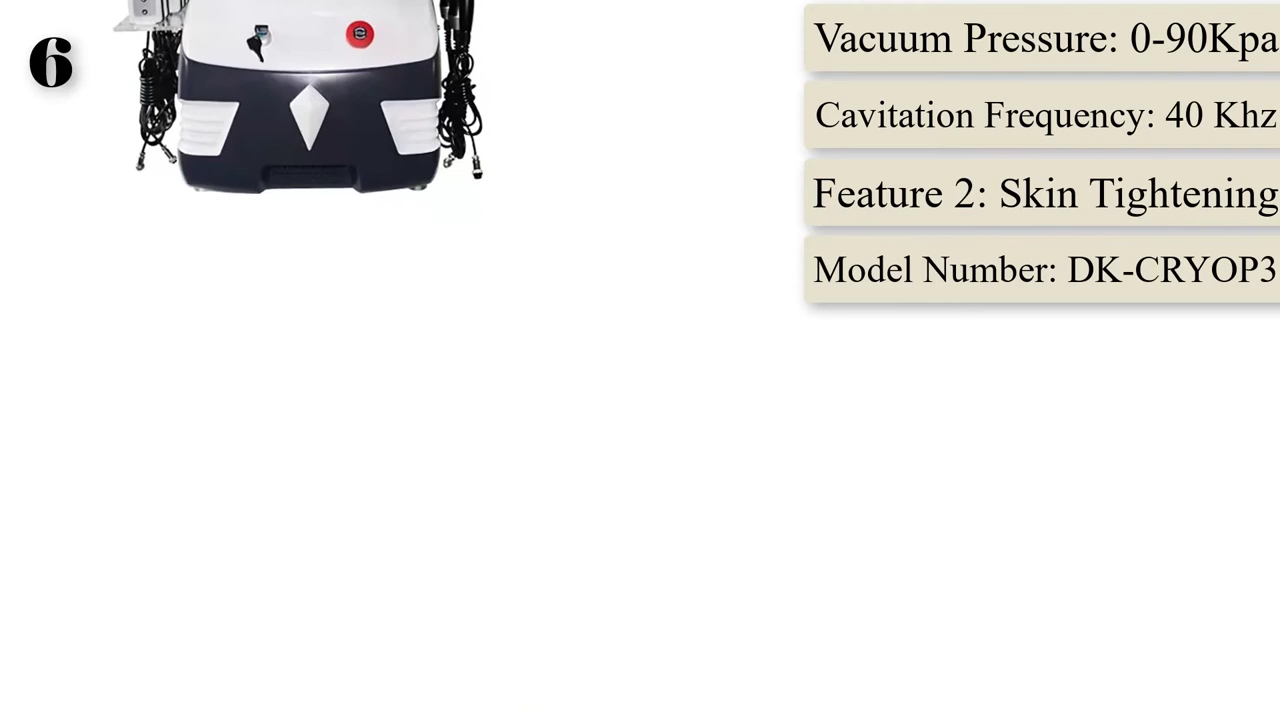 6
Vacuum Pressure: 0-90Kpa
Cavitation Frequency: 40 Khz
Feature 2: Skin Tightening
Model Number: DK-CRYOP3